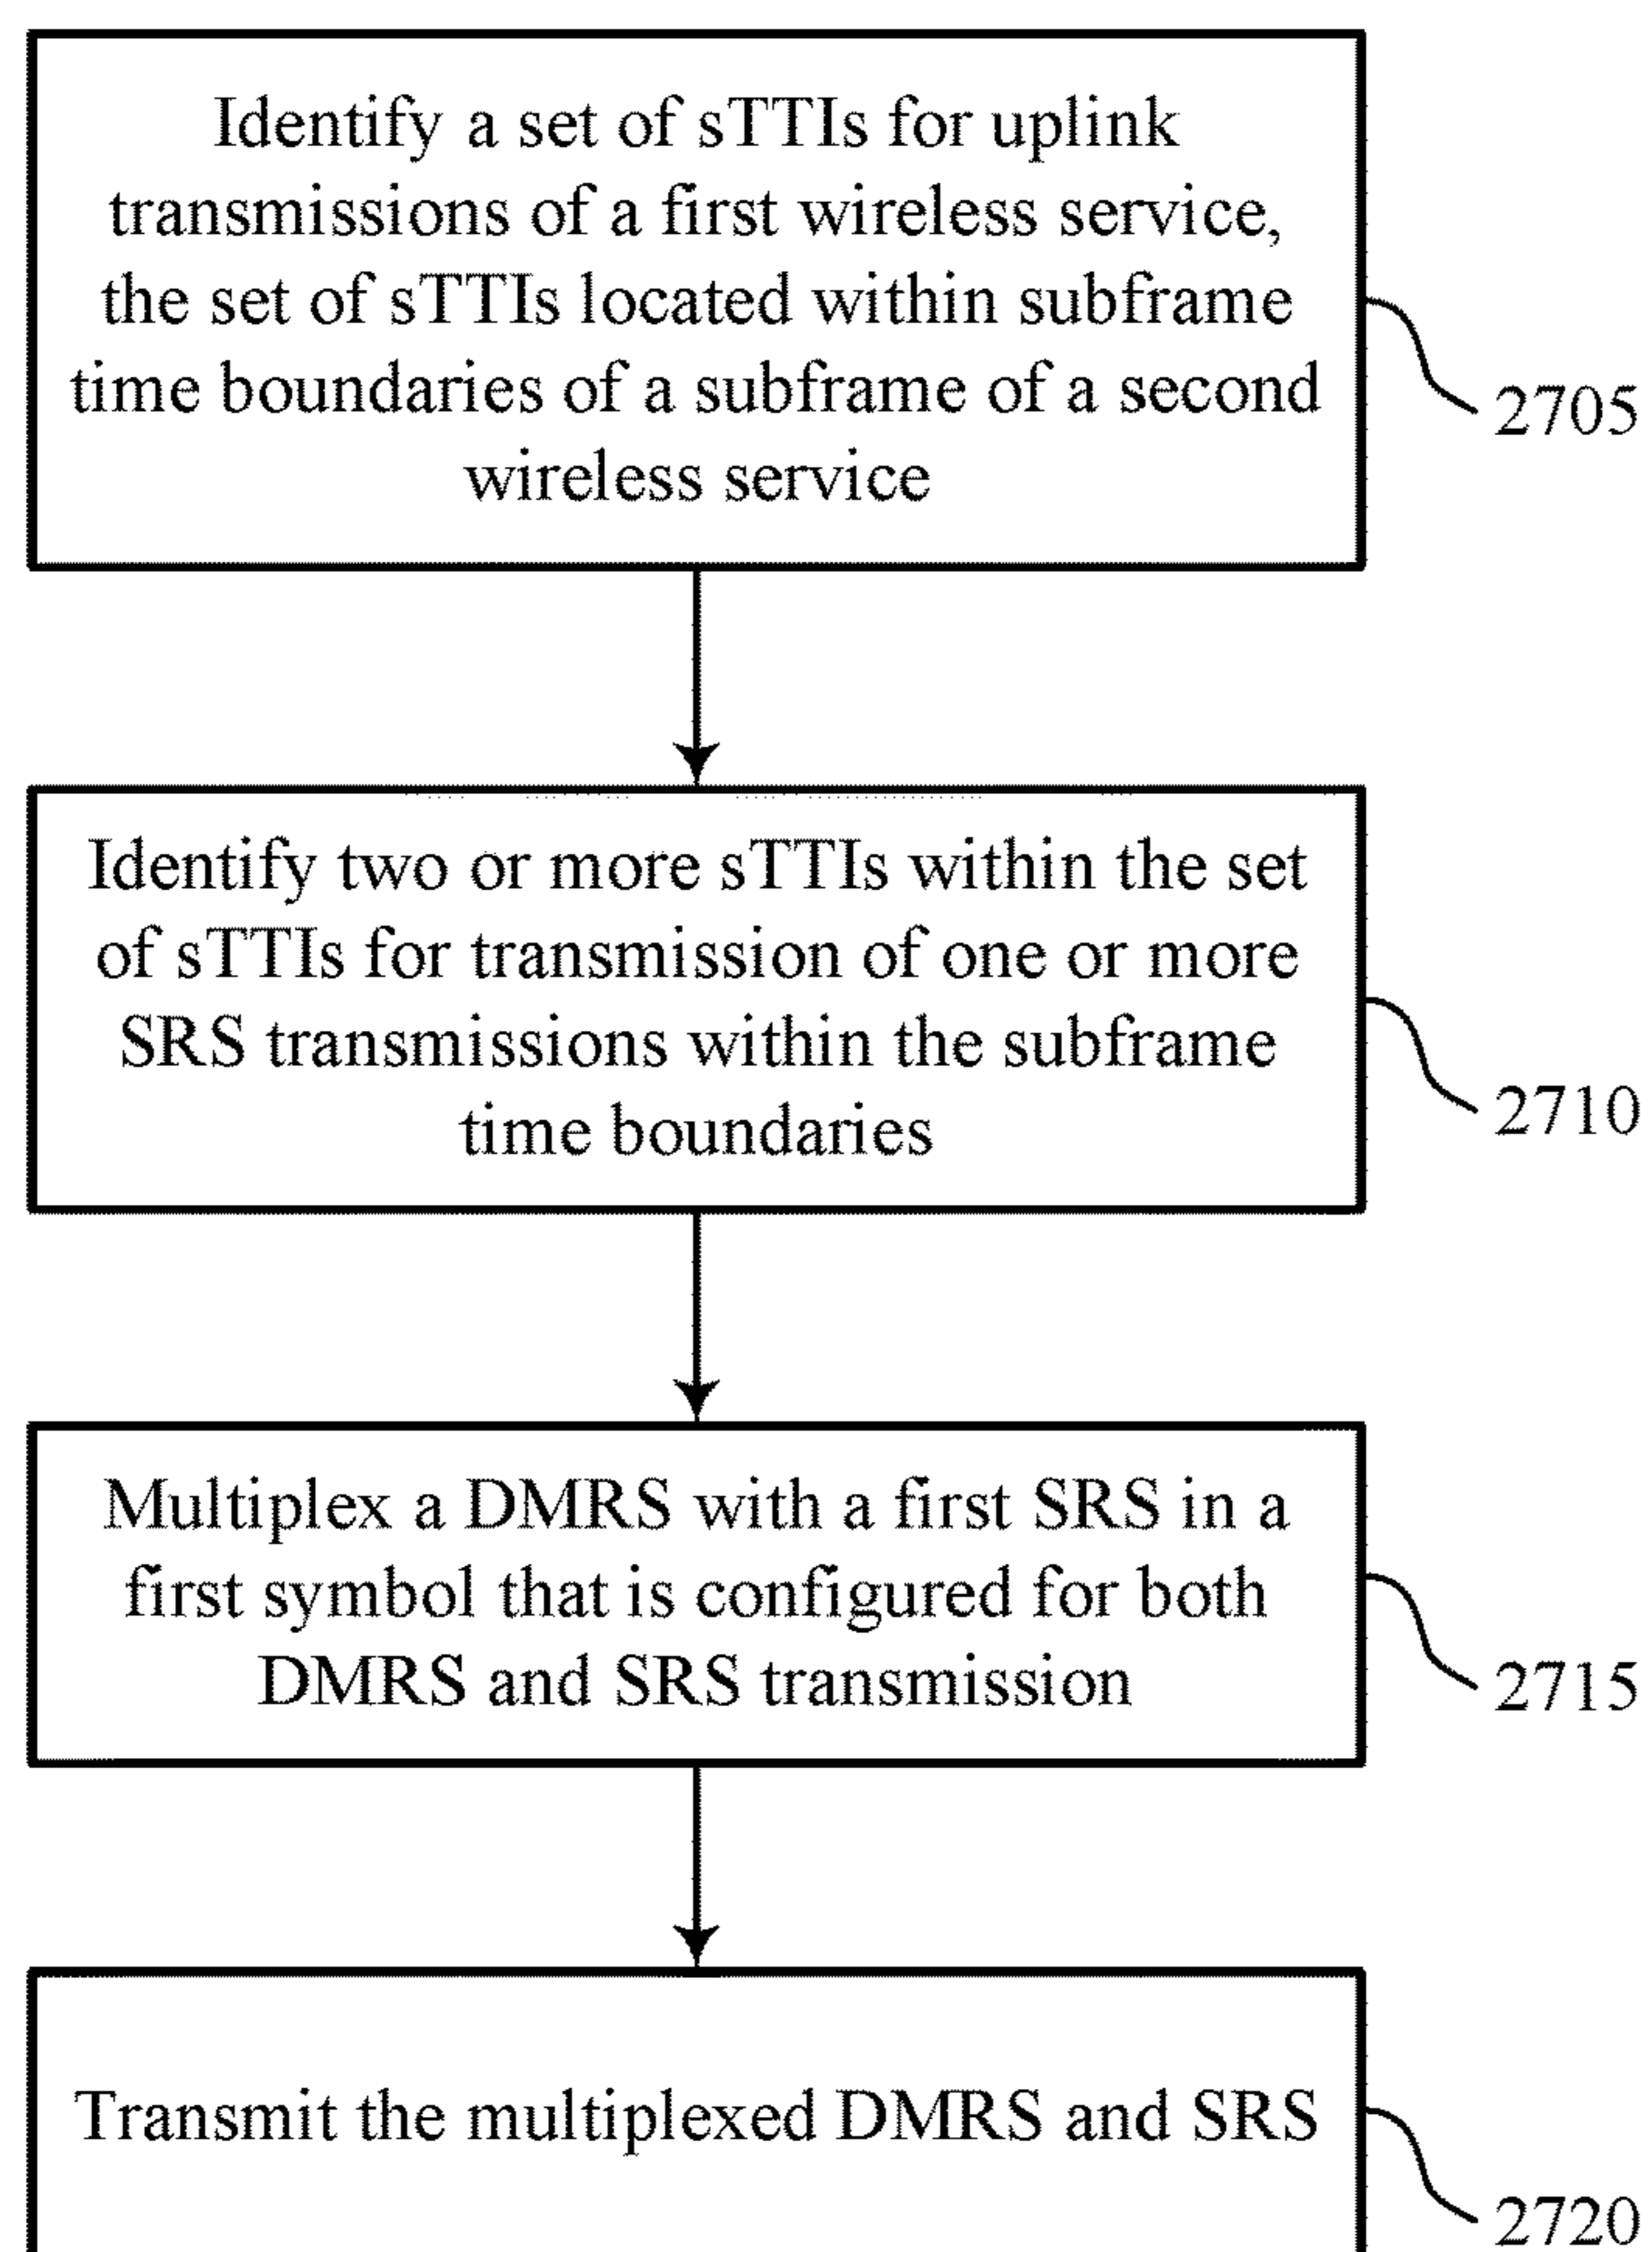 Identify a set of sTTIs for uplink
transmissions of a first wireless service,
the set of sTTIs located within subframe
time boundaries of a subframe of a second
wireless service
2705
Identify two or more sTTIs within the set
of sTTIs for transmission of one or more
SRS transmissions within the subframe
time boundaries
2710
Multiplex a DMRS with a first SRS in a
first symbol that is configured for both
DMRS and SRS transmission
2715
Transmit the multiplexed DMRS and SRS
2720